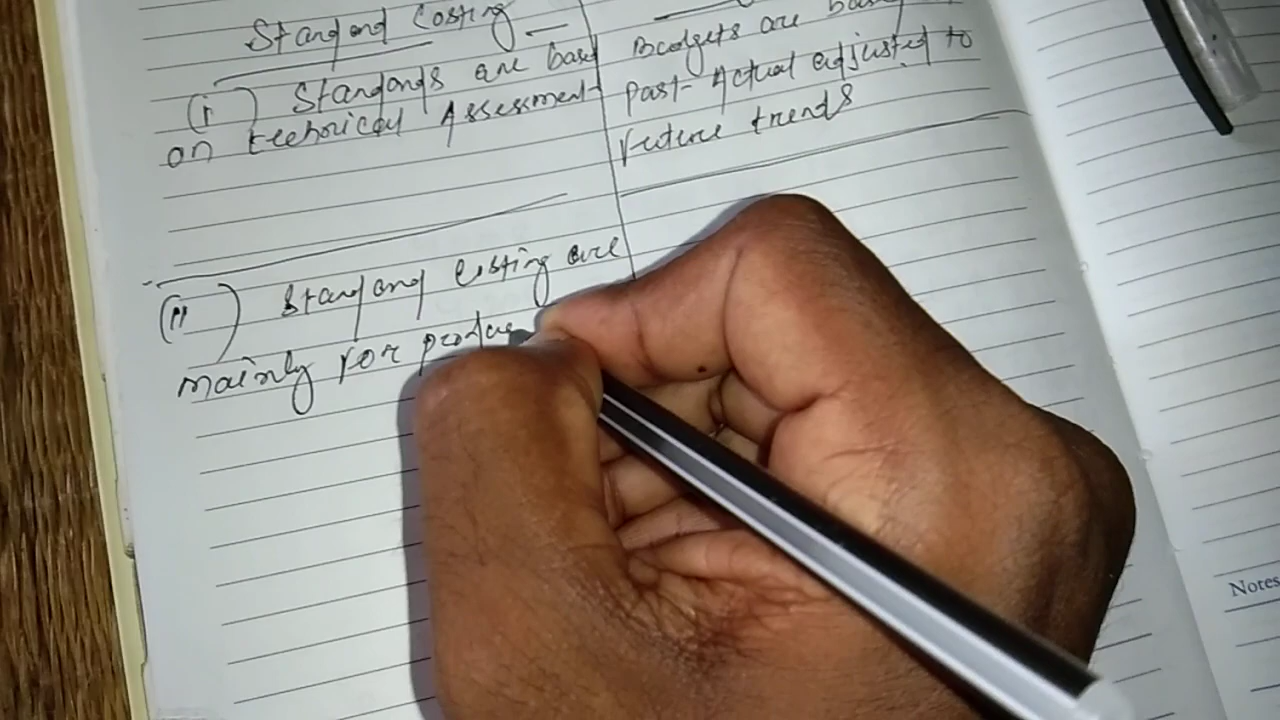 Standard Costing
(i) Standards are based
on technical Assessment
Budgets are
past Actual adjusted to
future trends
(ii) Standard costing are
mainly for produc
Notes